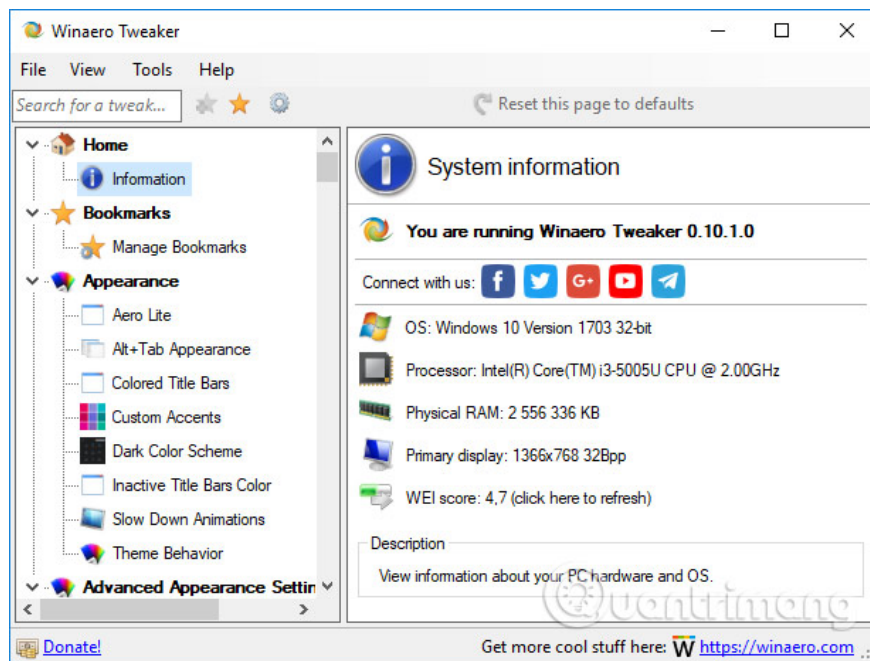 Winaero Tweaker
File View Tools Help
Search for a tweak...
Reset this page to defaults
Home
Information
Bookmarks
Manage Bookmarks
Appearance
Aero Lite
Alt+Tab Appearance
Colored Title Bars
Custom Accents
Dark Color Scheme
Inactive Title Bars Color
Slow Down Animations
Theme Behavior
Advanced Appearance Settin
System information
You are running Winaero Tweaker 0.10.1.0
Connect with us: f G+
OS: Windows 10 Version 1703 32-bit
Processor: Intel(R) Core(TM) i3-5005U CPU @ 2.00GHz
Physical RAM: 2 556 336 KB
Primary display: 1366x768 32Bpp
WEI score: 4,7 (click here to refresh)
Description
View information about your PC hardware and OS.
Quantrimang
Donate!
Get more cool stuff here: W https://winaero.com